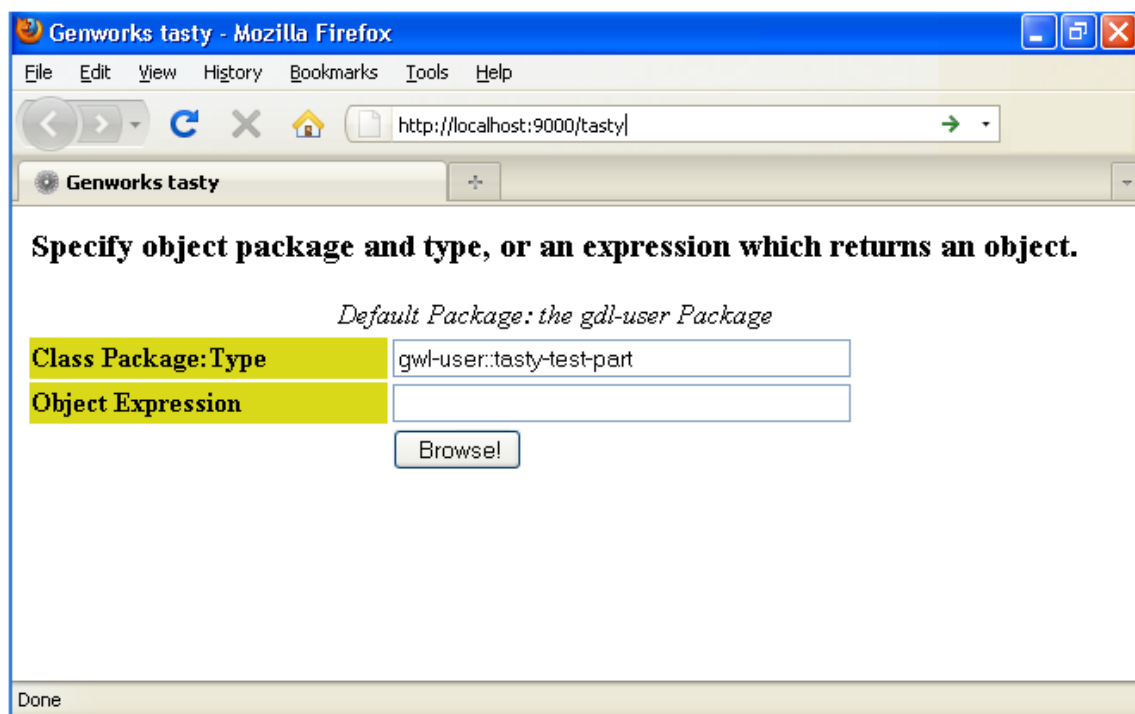 Genworks tasty - Mozilla Firefox
File Edit View History Bookmarks Tools Help
http://localhost:9000/tasty
Genworks tasty
Specify object package and type, or an expression which returns an object.
Default Package: the gdl-user Package
Class Package:Type gwl-user::tasty-test-part
Object Expression
Browse!
Done